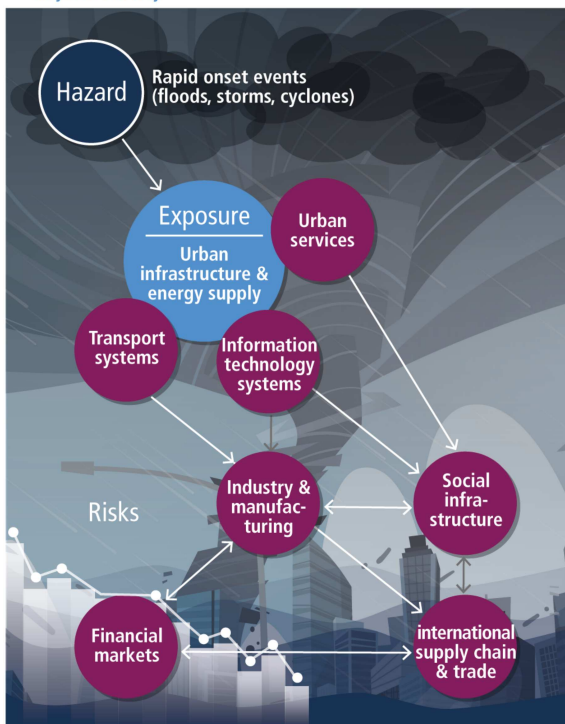 Hazard
Rapid onset events
(floods, storms, cyclones)
Exposure
Urban
infrastructure &
energy supply
Urban
services
Transport
systems
Information
technology
systems
Industry &
manufac-
turing
Social
infra-
structure
Risks
Financial
markets
international
supply chain
& trade